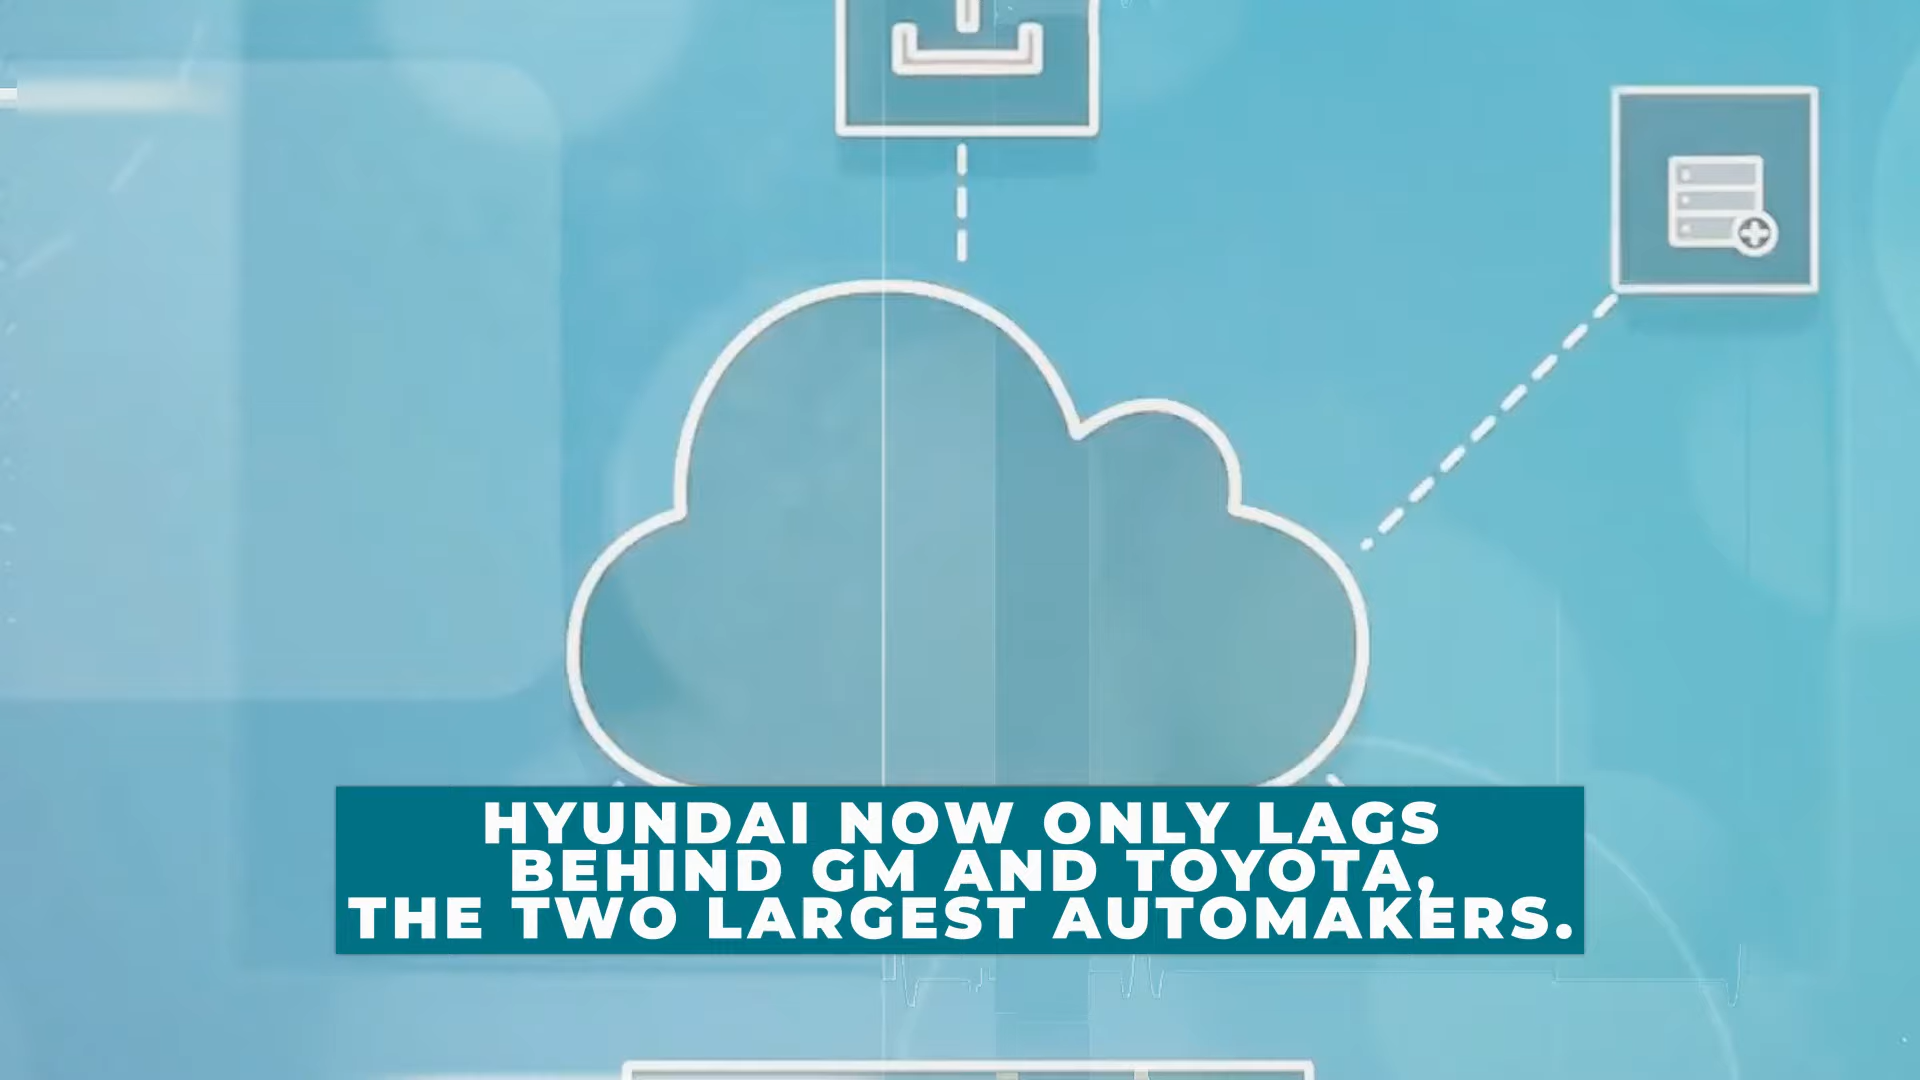 HYUNDAI NOW ONLY LAGS
BEHIND GM AND TOYOTA,
THE TWO LARGEST AUTOMAKERS.